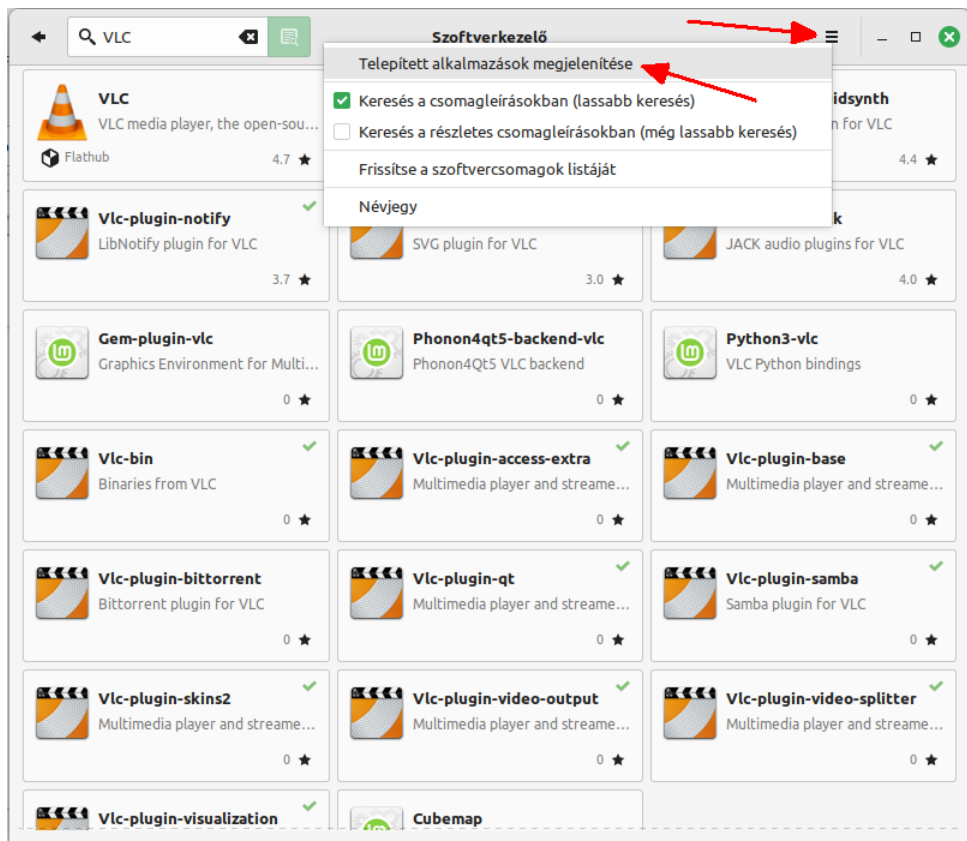 VLC
Szoftverkezelő
Telepített alkalmazások megjelenítése
Keresés a csomagleírásokban (lassabb keresés)
Keresés a részletes csomagleírásokban (még lassabb keresés)
Frissítse a szoftvercsomagok listáját
Névjegy
VLC
VLC media player, the open-sou...
Flathub
4.7 ★
idsynth
n for VLC
4.4 ★
Vlc-plugin-notify
LibNotify plugin for VLC
3.7 ★
SVG plugin for VLC
3.0 ★
k
JACK audio plugins for VLC
4.0 ★
Gem-plugin-vlc
Graphics Environment for Multi...
0 ★
Phonon4qt5-backend-vlc
Phonon4Qt5 VLC backend
0 ★
Python3-vlc
VLC Python bindings
0 ★
Vlc-bin
Binaries from VLC
0 ★
Vlc-plugin-access-extra
Multimedia player and streame...
0 ★
Vlc-plugin-base
Multimedia player and streame...
0 ★
Vlc-plugin-bittorrent
Bittorrent plugin for VLC
0 ★
Vlc-plugin-qt
Multimedia player and streame...
0 ★
Vlc-plugin-samba
Samba plugin for VLC
0 ★
Vlc-plugin-skins2
Multimedia player and streame...
0 ★
Vlc-plugin-video-output
Multimedia player and streame...
0 ★
Vlc-plugin-video-splitter
Multimedia player and streame...
0 ★
Vlc-plugin-visualization
Cubemap